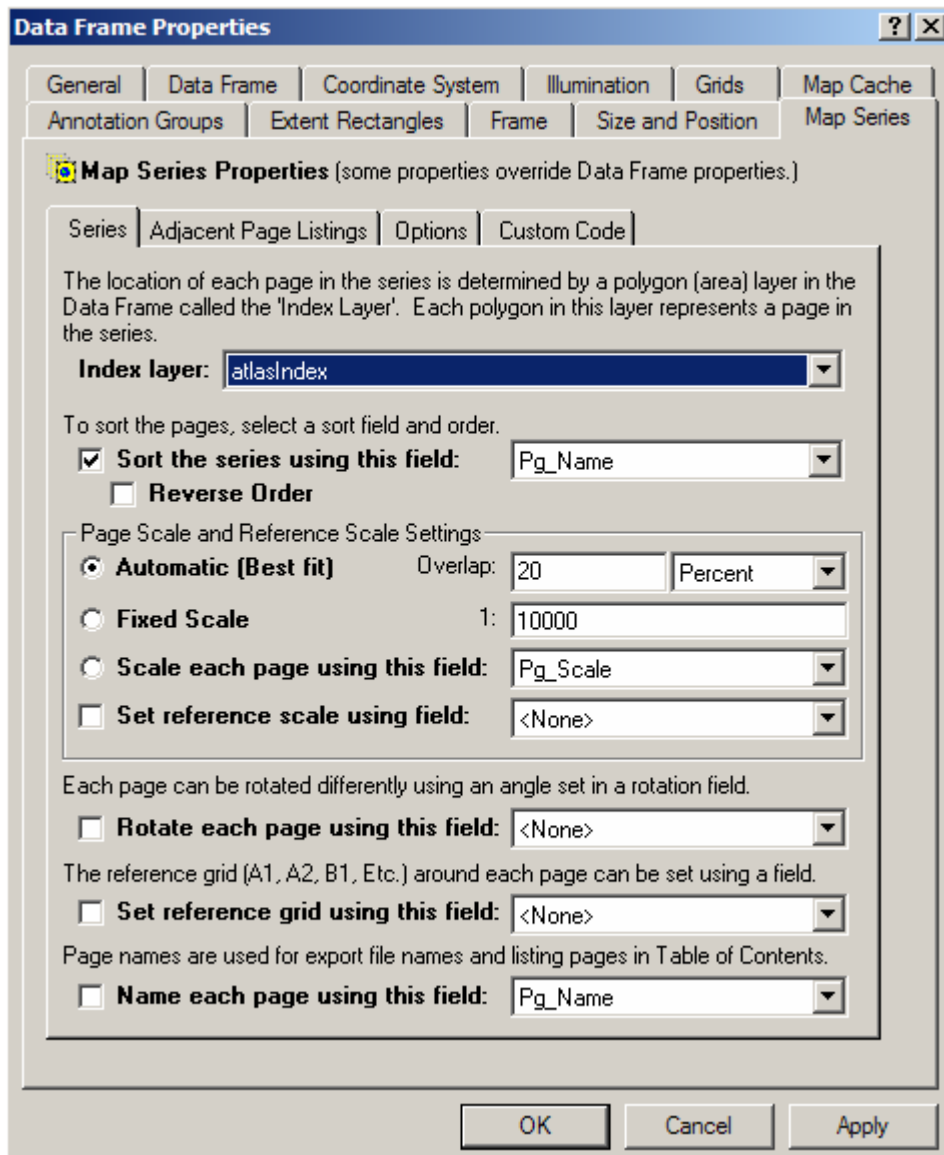 Data Frame Properties
General Data Frame Coordinate System Illumination Grids Map Cache
Annotation Groups Extent Rectangles Frame Size and Position Map Series
Map Series Properties (some properties override Data Frame properties.)
Series Adjacent Page Listings Options Custom Code
The location of each page in the series is determined by a polygon (area) layer in the
Data Frame called the 'Index Layer'. Each polygon in this layer represents a page in
the series.
Index layer: atlasIndex
To sort the pages, select a sort field and order.
Sort the series using this field: Pg_Name
Reverse Order
Page Scale and Reference Scale Settings
Automatic (Best fit) Overlap: 20 Percent
Fixed Scale 1: 10000
Scale each page using this field: Pg_Scale
Set reference scale using field: <None>
Each page can be rotated differently using an angle set in a rotation field.
Rotate each page using this field: <None>
The reference grid (A1, A2, B1, Etc.) around each page can be set using a field.
Set reference grid using this field: <None>
Page names are used for export file names and listing pages in Table of Contents.
Name each page using this field: Pg_Name
OK Cancel Apply